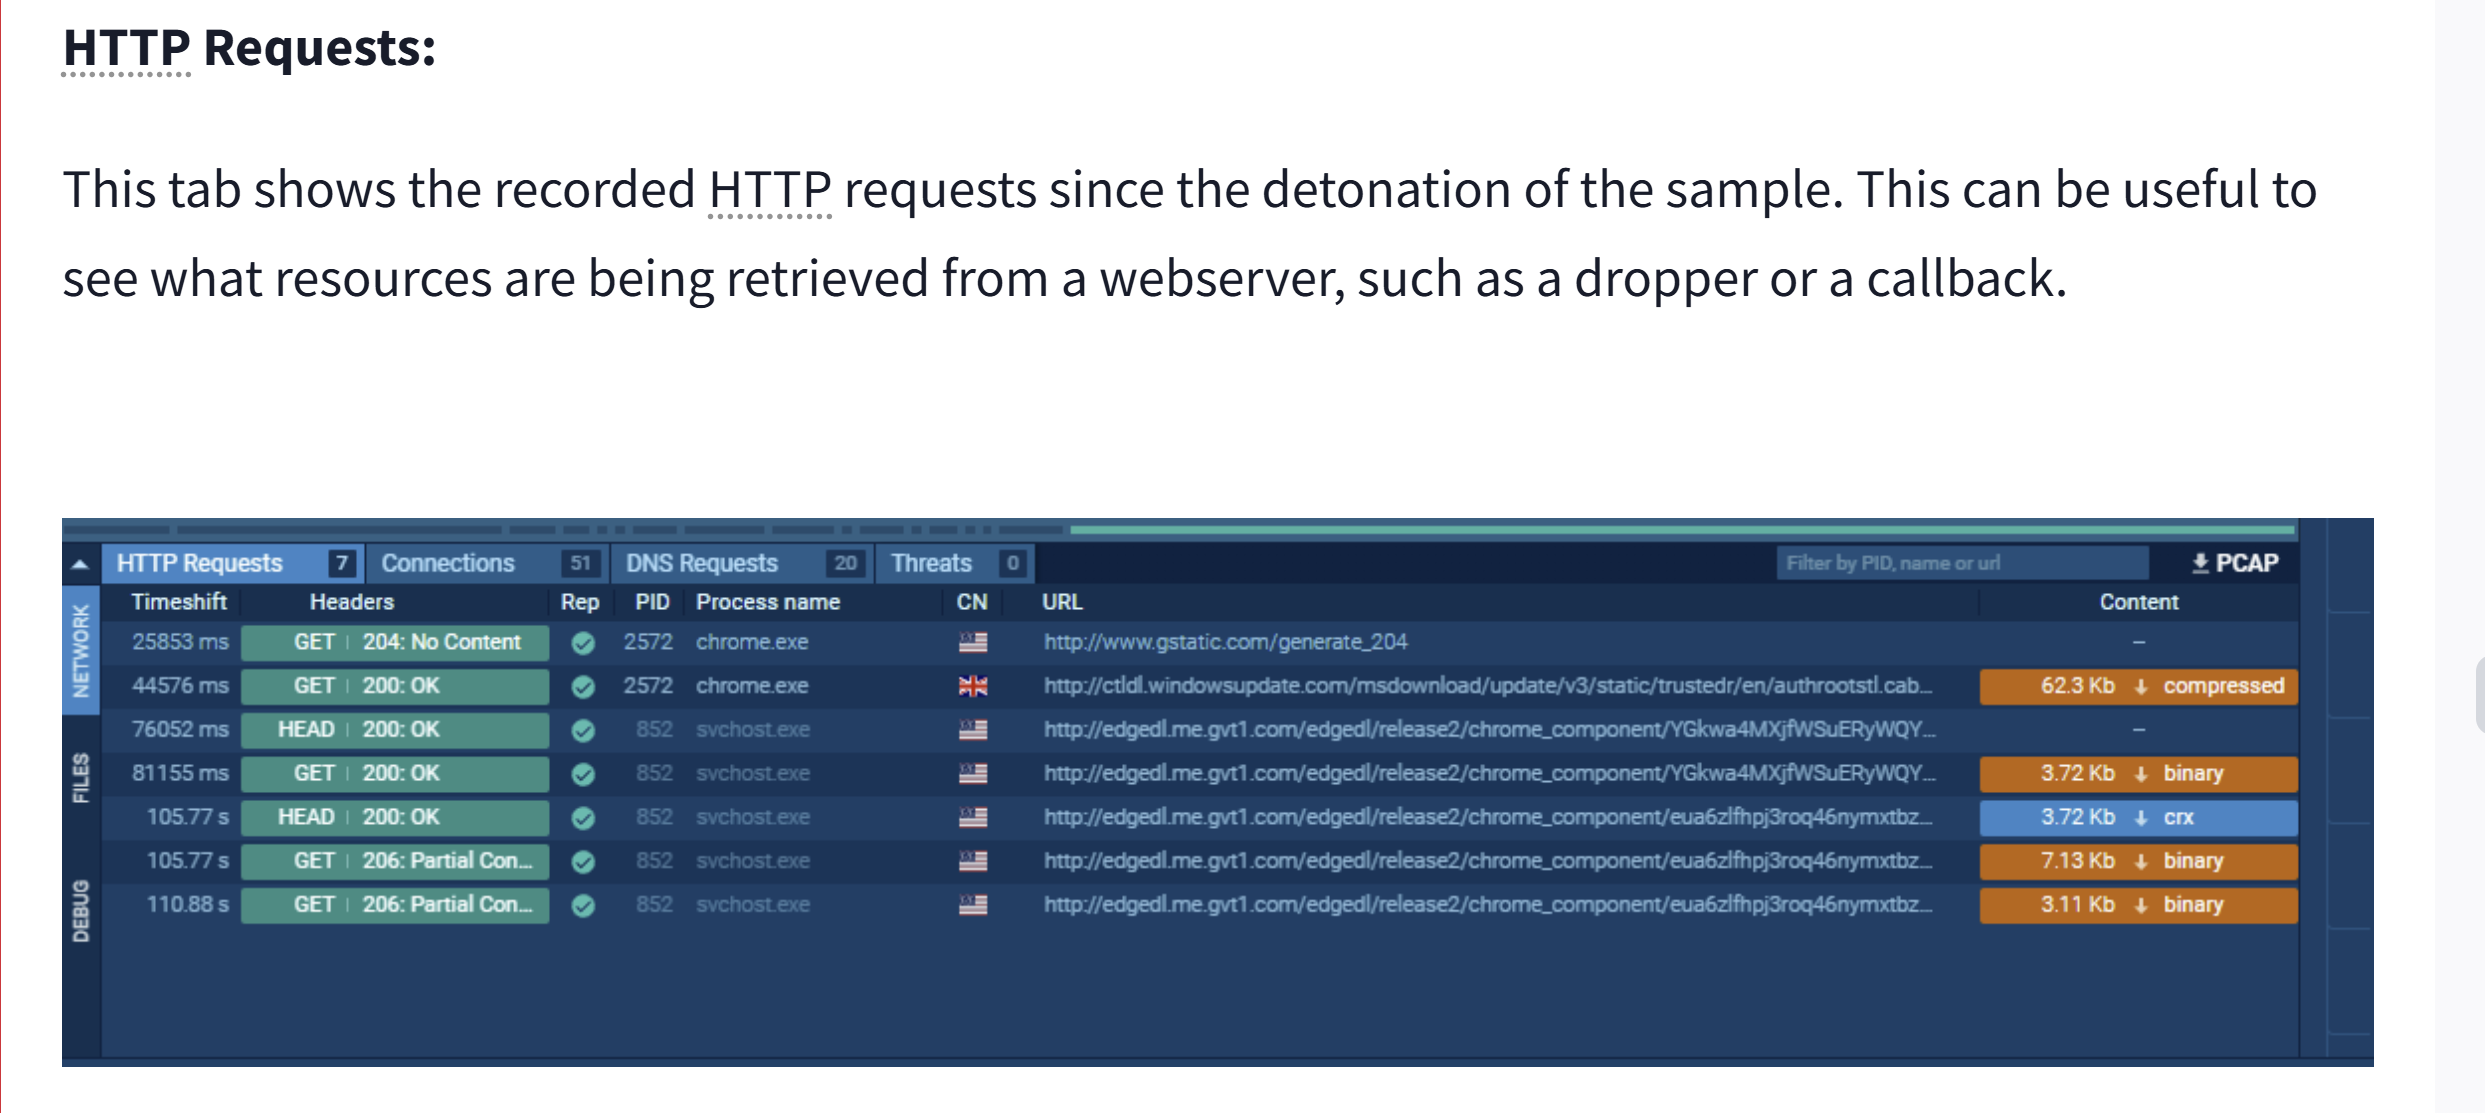 HTTP Requests:
This tab shows the recorded HTTP requests since the detonation of the sample. This can be useful to
see what resources are being retrieved from a webserver, such as a dropper or a callback.
HTTP Requests 7 Connections 51 DNS Requests 20 Threats 0 Filter by PID, name or url PCAP
Timeshift Headers Rep PID Process name CN URL Content
25853 ms GET 204: No Content 2572 chrome.exe http://www.gstatic.com/generate_204 –
44576 ms GET 200: OK 2572 chrome.exe http://ctldl.windowsupdate.com/msdownload/update/v3/static/trustedr/en/authrootstl.cab... 62.3 Kb compressed
76052 ms HEAD 200: OK 852 svchost.exe http://edgedl.me.gvt1.com/edgedl/release2/chrome_component/YGkwa4MXjfWSuERyWQY... –
81155 ms GET 200: OK 852 svchost.exe http://edgedl.me.gvt1.com/edgedl/release2/chrome_component/YGkwa4MXjfWSuERyWQY... 3.72 Kb binary
105.77 s HEAD 200: OK 852 svchost.exe http://edgedl.me.gvt1.com/edgedl/release2/chrome_component/eua6zlfhpj3roq46nymxtbz... 3.72 Kb crx
105.77 s GET 206: Partial Con... 852 svchost.exe http://edgedl.me.gvt1.com/edgedl/release2/chrome_component/eua6zlfhpj3roq46nymxtbz... 7.13 Kb binary
110.88 s GET 206: Partial Con... 852 svchost.exe http://edgedl.me.gvt1.com/edgedl/release2/chrome_component/eua6zlfhpj3roq46nymxtbz... 3.11 Kb binary
NETWORK
FILES
DEBUG